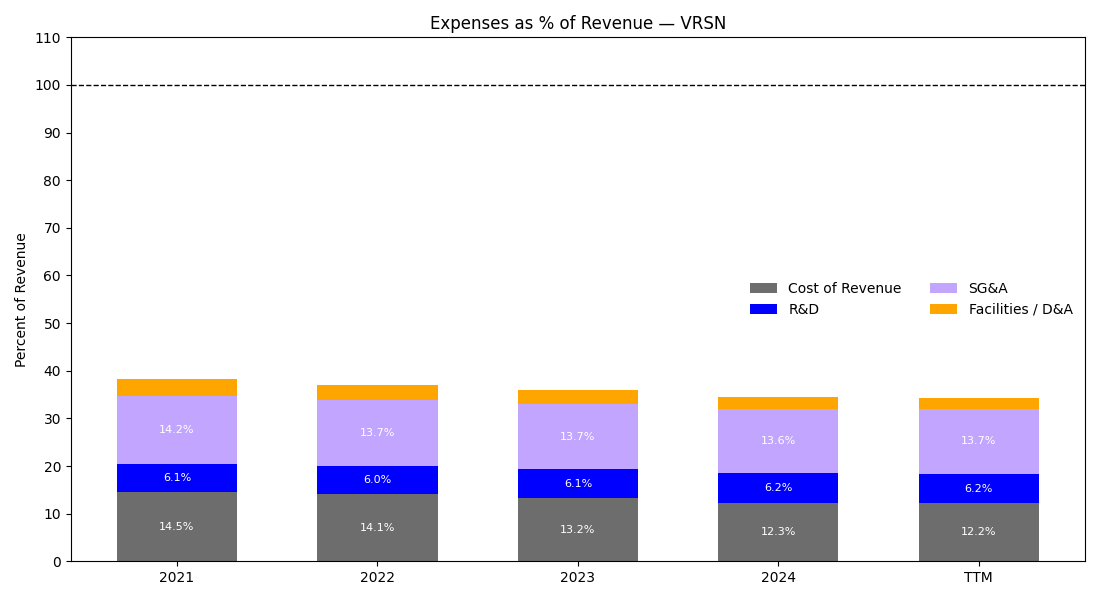 Expenses as % of Revenue — VRSN
Percent of Revenue
110
100
90
80
70
60
50
40
30
20
10
0
Cost of Revenue SG&A
R&D Facilities / D&A
14.2% 13.7% 13.7% 13.6% 13.7%
6.1% 6.0% 6.1% 6.2% 6.2%
14.5% 14.1% 13.2% 12.3% 12.2%
2021 2022 2023 2024 TTM